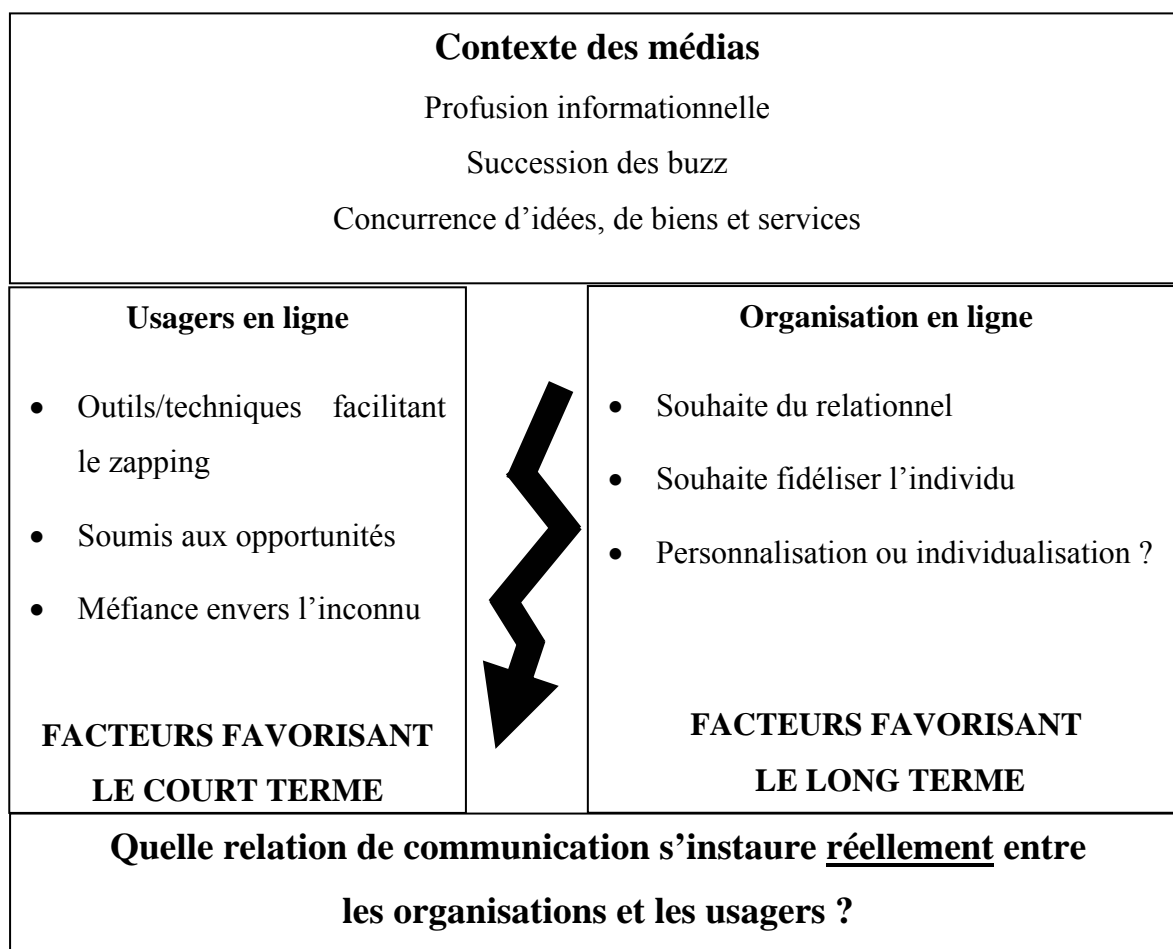 Contexte des médias
Profusion informationnelle
Succession des buzz
Concurrence d’idées, de biens et services
Usagers en ligne
• Outils/techniques facilitant
le zapping
• Soumis aux opportunités
• Méfiance envers l’inconnu
FACTEURS FAVORISANT
LE COURT TERME
Organisation en ligne
• Souhaite du relationnel
• Souhaite fidéliser l’individu
• Personnalisation ou individualisation ?
FACTEURS FAVORISANT
LE LONG TERME
Quelle relation de communication s’instaure réellement entre
les organisations et les usagers ?